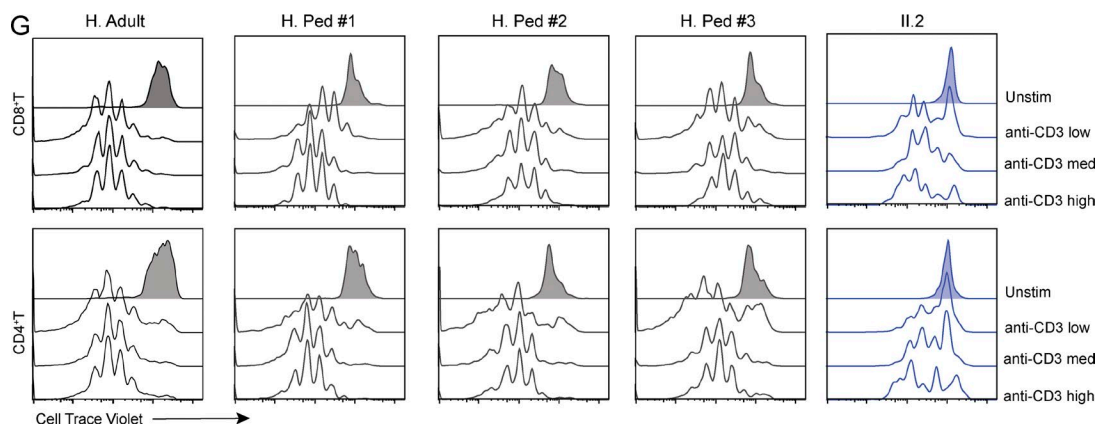 G
H. Adult H. Ped #1 H. Ped #2 H. Ped #3 II.2
CD8+T
Unstim
anti-CD3 low
anti-CD3 med
anti-CD3 high
CD4+T
Unstim
anti-CD3 low
anti-CD3 med
anti-CD3 high
Cell Trace Violet